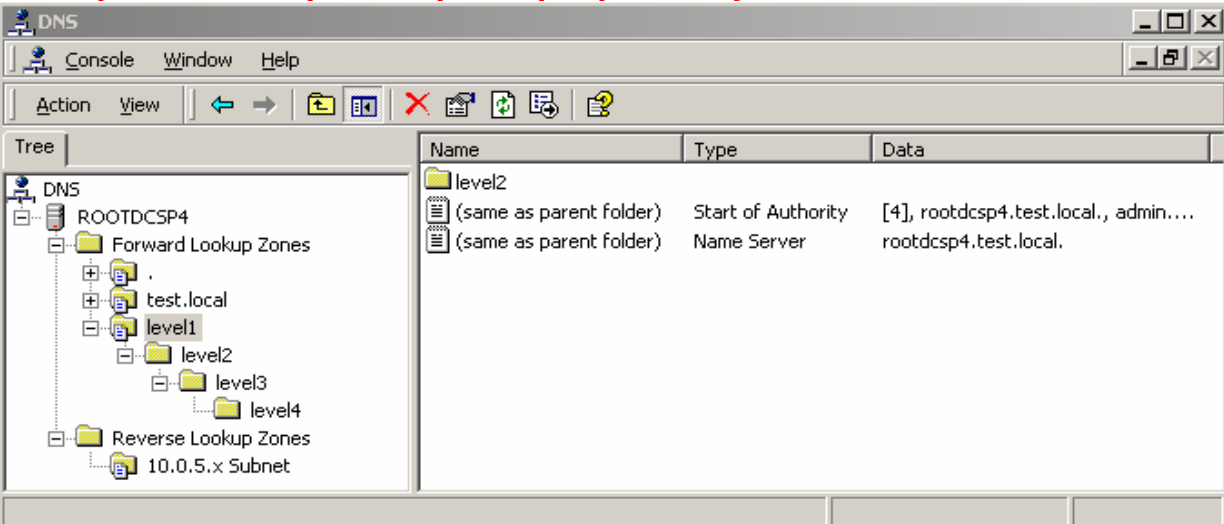 DNS
Console Window Help
Action View
Tree
Name Type Data
DNS
ROOTDCSP4
Forward Lookup Zones
.
test.local
level1
level2
level3
level4
Reverse Lookup Zones
10.0.5.x Subnet
level2
(same as parent folder) Start of Authority [4], rootdcsp4.test.local., admin....
(same as parent folder) Name Server rootdcsp4.test.local.